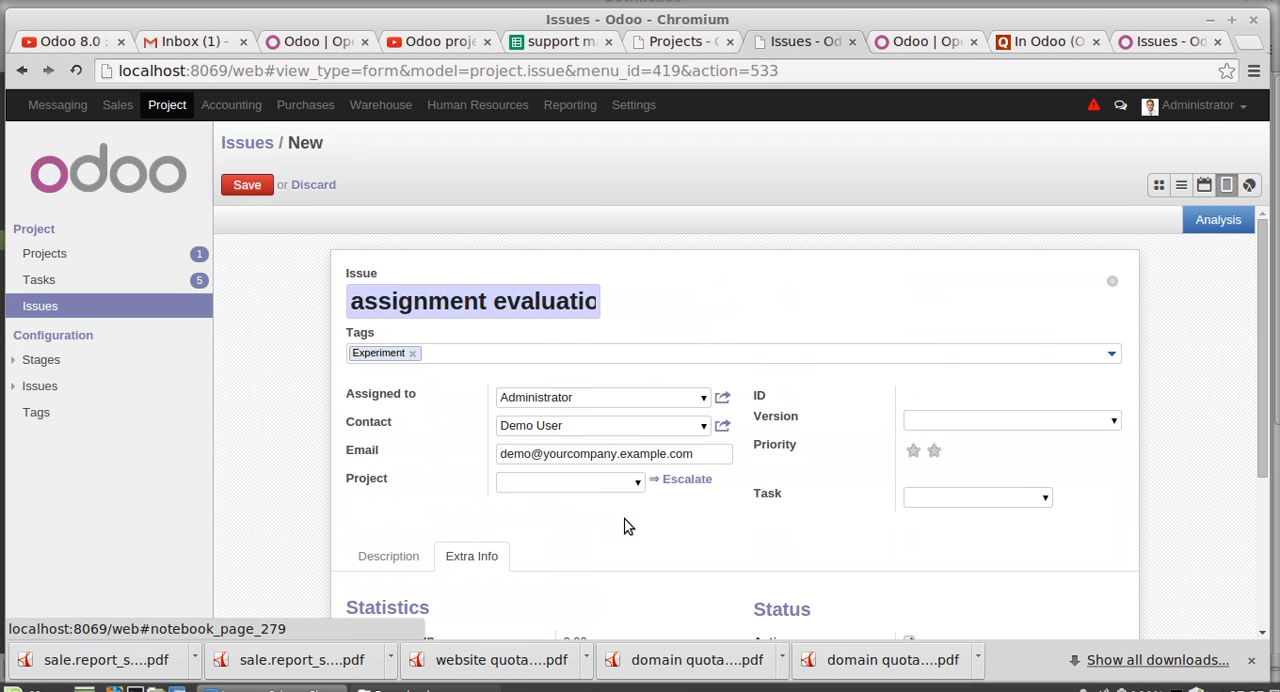 Issues - Odoo - Chromium
Odoo 8.0 :
Inbox (1) -
Odoo | Ope
Odoo proje
support m
Projects - O
Issues - Od
Odoo | Ope
In Odoo (O
Issues - Od
localhost:8069/web#view_type=form&model=project.issue&menu_id=419&action=533
Messaging Sales Project Accounting Purchases Warehouse Human Resources Reporting Settings Administrator
odoo
Issues / New
Save or Discard
Analysis
Project
Projects 1
Tasks 5
Issues
Configuration
Stages
Issues
Tags
Issue
assignment evaluatio
Tags
Experiment
Assigned to Administrator
Contact Demo User
Email demo@yourcompany.example.com
Project ⇒ Escalate
ID
Version
Priority
Task
Description Extra Info
Statistics
Status
localhost:8069/web#notebook_page_279
sale.report_s....pdf
sale.report_s....pdf
website quota....pdf
domain quota....pdf
domain quota....pdf
Show all downloads...